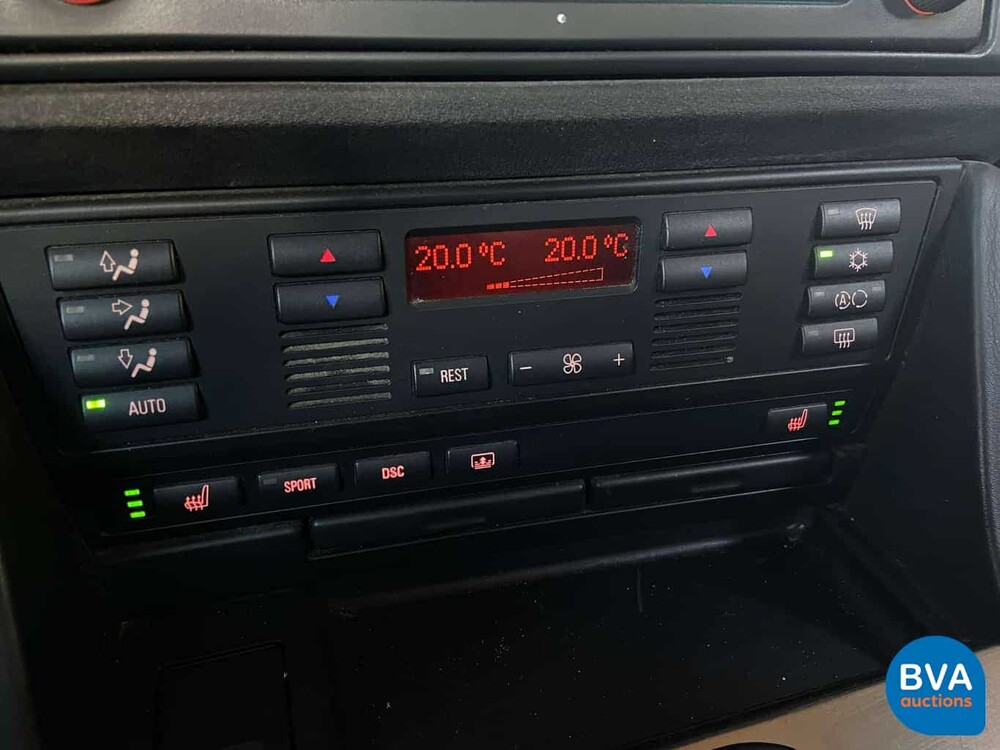 20.0 °C 20.0 °C
REST − +
AUTO
(A)
SPORT DSC
BVA
auctions